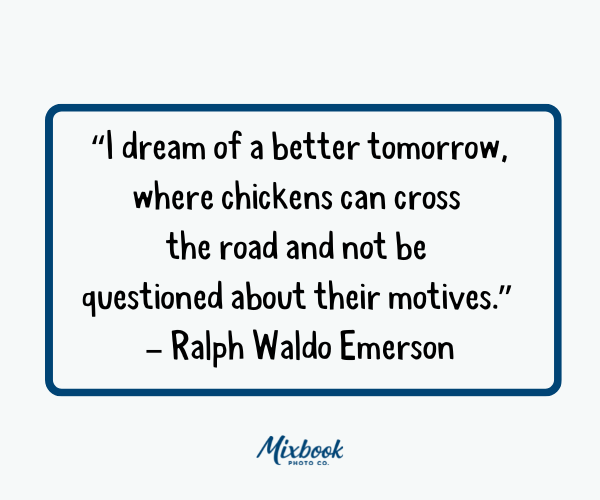 “I dream of a better tomorrow,
where chickens can cross
the road and not be
questioned about their motives.”
– Ralph Waldo Emerson
Mixbook
PHOTO CO.